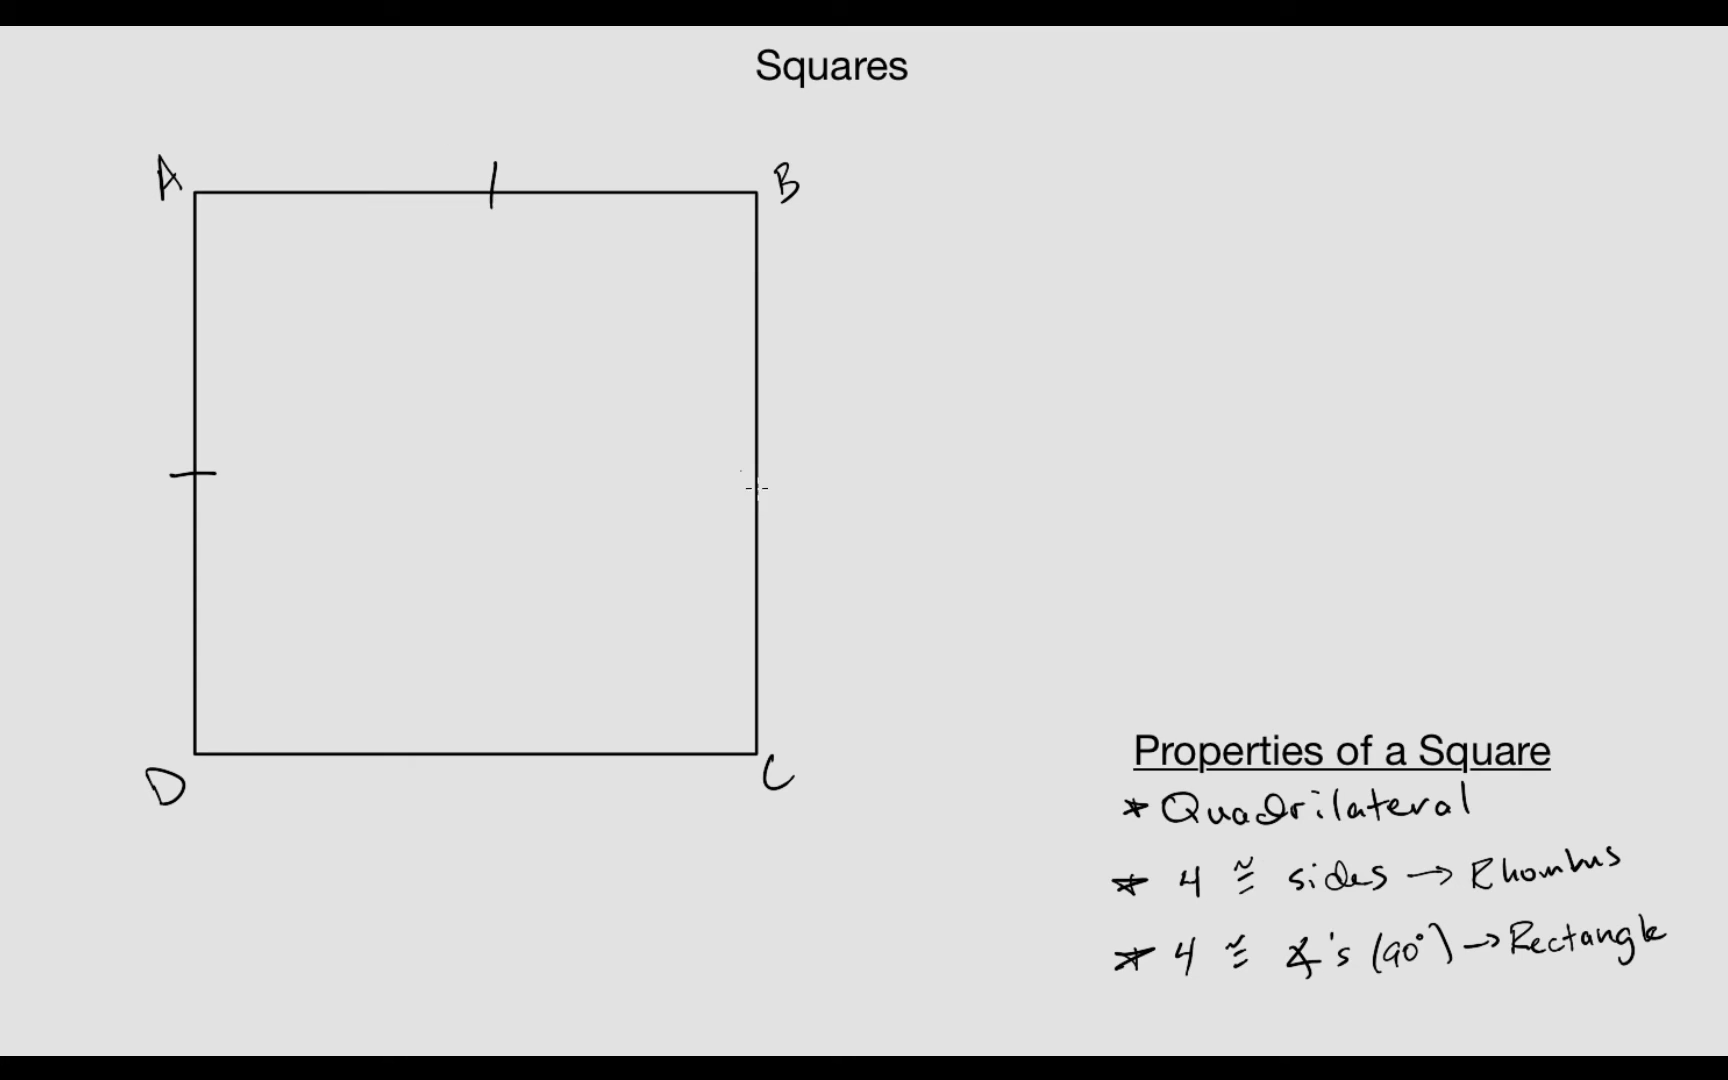 Squares
A
B
D
C
Properties of a Square
* Quadrilateral
* 4 ≅ sides → Rhombus
* 4 ≅ ∡'s (90°) → Rectangle